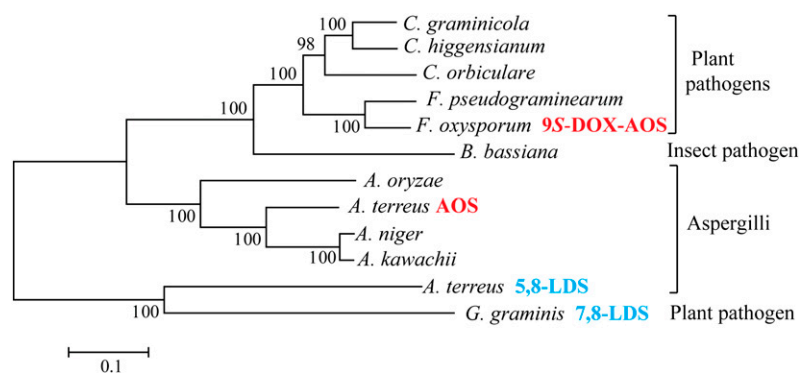 100
C. graminicola
98
C. higgensianum
100
C. orbiculare
Plant
pathogens
100
F. pseudograminearum
100
F. oxysporum 9S-DOX-AOS
B. bassiana
Insect pathogen
A. oryzae
100
A. terreus AOS
Aspergilli
100
A. niger
100
A. kawachii
A. terreus 5,8-LDS
100
G. graminis 7,8-LDS
Plant pathogen
0.1